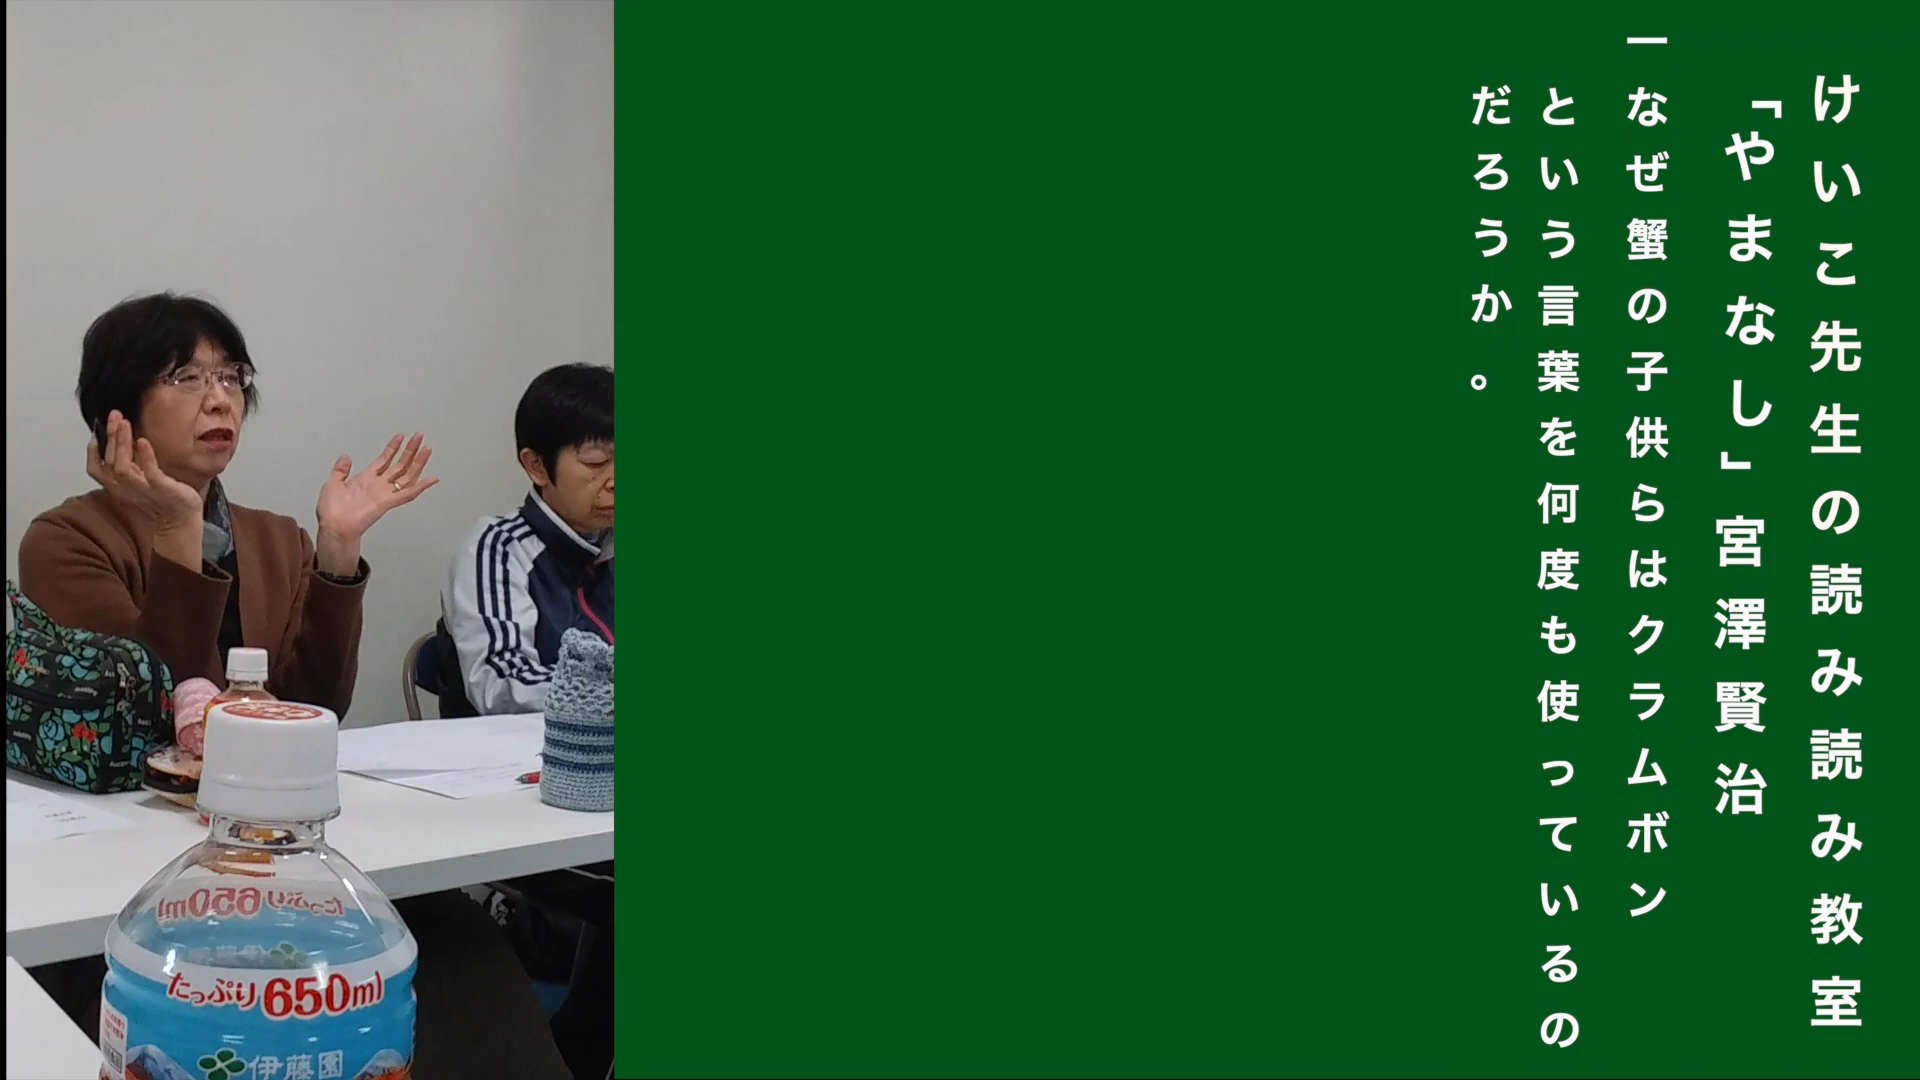 けいこ先生の読み読み教室
「やまなし」宮澤賢治
一なぜ蟹の子供らはクラムボン
という言葉を何度も使っているの
だろうか。
たっぷり650ml
たっぷり650ml
伊藤園